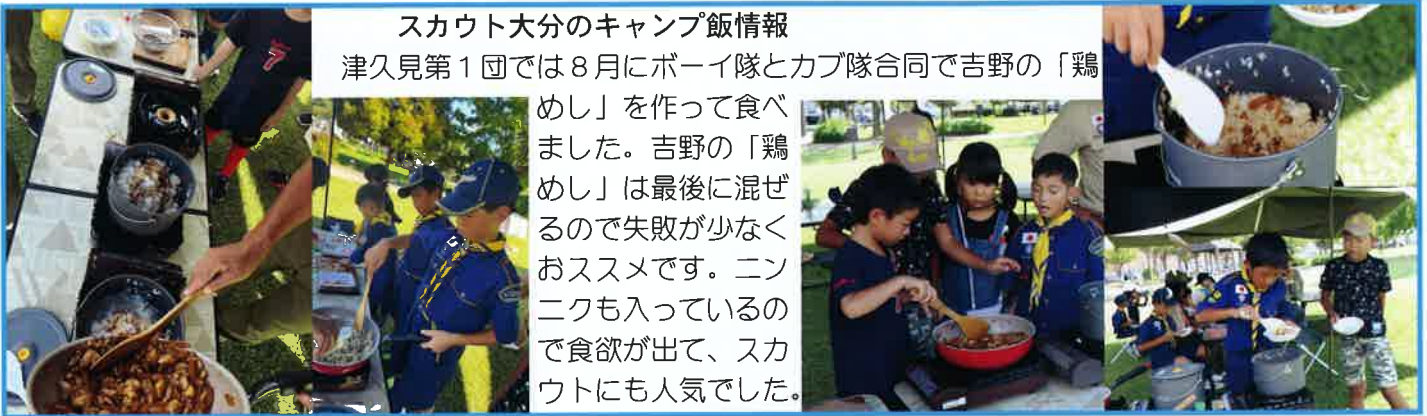 スカウト大分のキャンプ飯情報
津久見第１団では８月にボーイ隊とカブ隊合同で吉野の「鶏
めし」を作って食べ
ました。吉野の「鶏
めし」は最後に混ぜ
るので失敗が少なく
おススメです。ニン
ニクも入っているの
で食欲が出て、スカ
ウトにも人気でした。